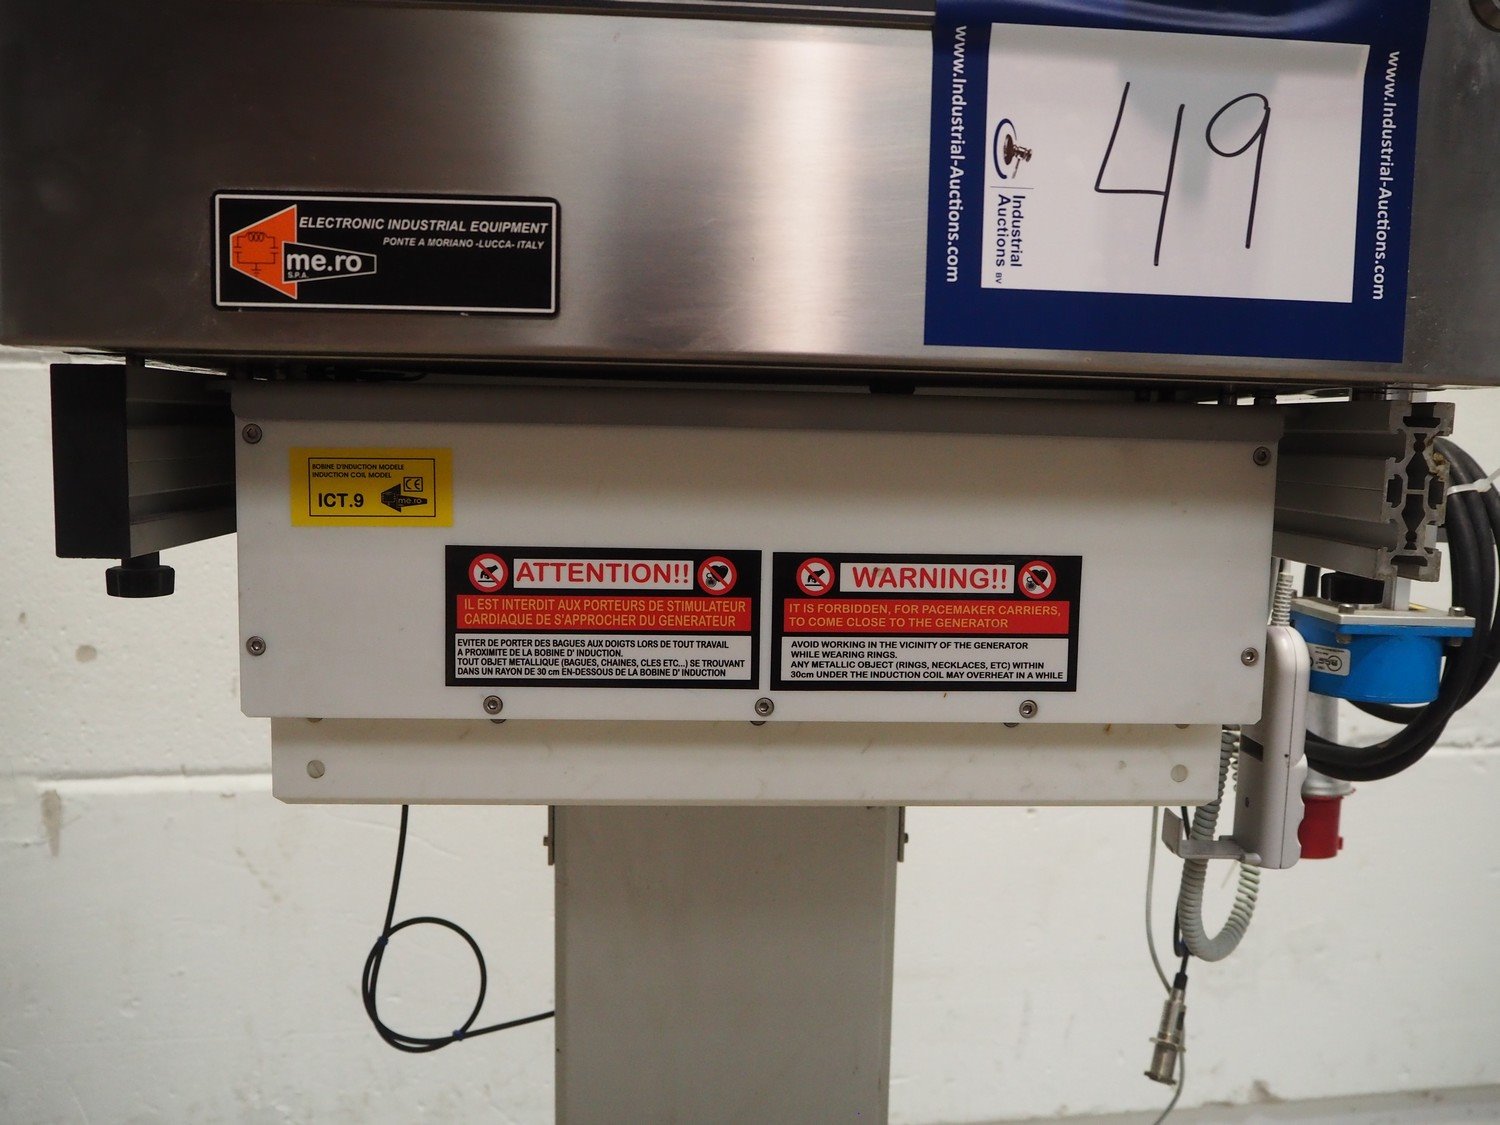 ELECTRONIC INDUSTRIAL EQUIPMENT
PONTE A MORIANO -LUCCA- ITALY
me.ro
S.P.A.
www.Industrial-Auctions.com
Industrial
Auctions BV
49
www.Industrial-Auctions.com
BOBINE D'INDUCTION MODELE
INDUCTION COIL MODEL
ICT.9
CE
me.ro
ATTENTION!!
IL EST INTERDIT AUX PORTEURS DE STIMULATEUR
CARDIAQUE DE S'APPROCHER DU GENERATEUR
EVITER DE PORTER DES BAGUES AUX DOIGTS LORS DE TOUT TRAVAIL
A PROXIMITE DE LA BOBINE D' INDUCTION.
TOUT OBJET METALLIQUE (BAGUES, CHAINES, CLES ETC...) SE TROUVANT
DANS UN RAYON DE 30 cm EN-DESSOUS DE LA BOBINE D' INDUCTION
WARNING!!
IT IS FORBIDDEN, FOR PACEMAKER CARRIERS,
TO COME CLOSE TO THE GENERATOR
AVOID WORKING IN THE VICINITY OF THE GENERATOR
WHILE WEARING RINGS.
ANY METALLIC OBJECT (RINGS, NECKLACES, ETC) WITHIN
30cm UNDER THE INDUCTION COIL MAY OVERHEAT IN A WHILE